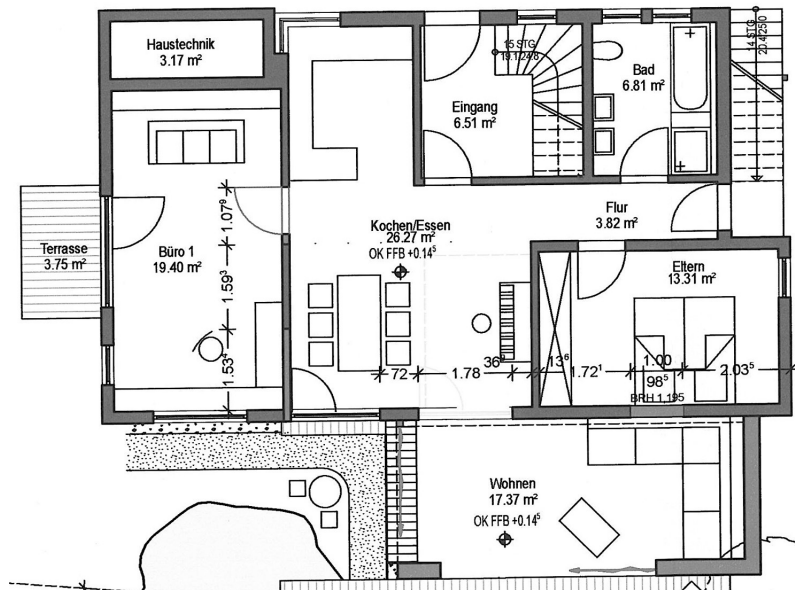 Haustechnik
3.17 m²
15 STG
19.1/24.8
14 STG
20.4/25.0
Bad
6.81 m²
Eingang
6.51 m²
Flur
3.82 m²
Kochen/Essen
26.27 m²
OK FFB +0.14⁵
Terrasse
3.75 m²
Büro 1
19.40 m²
1.07⁹
1.59³
1.53⁴
Eltern
13.31 m²
72
1.78
36⁹
13⁶
1.72¹
1.00
98⁵
2.03⁵
BRH 1,195
Wohnen
17.37 m²
OK FFB +0.14⁵